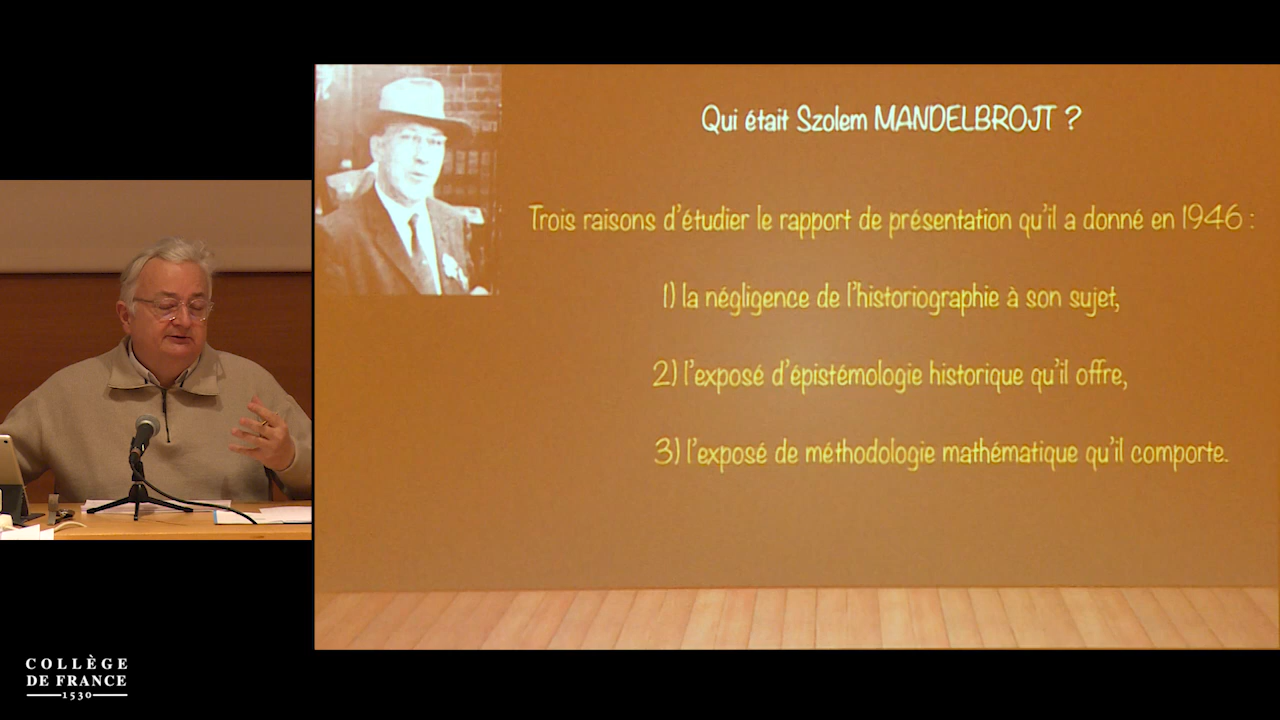 Qui était Szolem MANDELBROJT ?
Trois raisons d'étudier le rapport de présentation qu'il a donné en 1946 :
1) la négligence de l'historiographie à son sujet,
2) l'exposé d'épistémologie historique qu'il offre,
3) l'exposé de méthodologie mathématique qu'il comporte.
COLLÈGE
DE FRANCE
1530